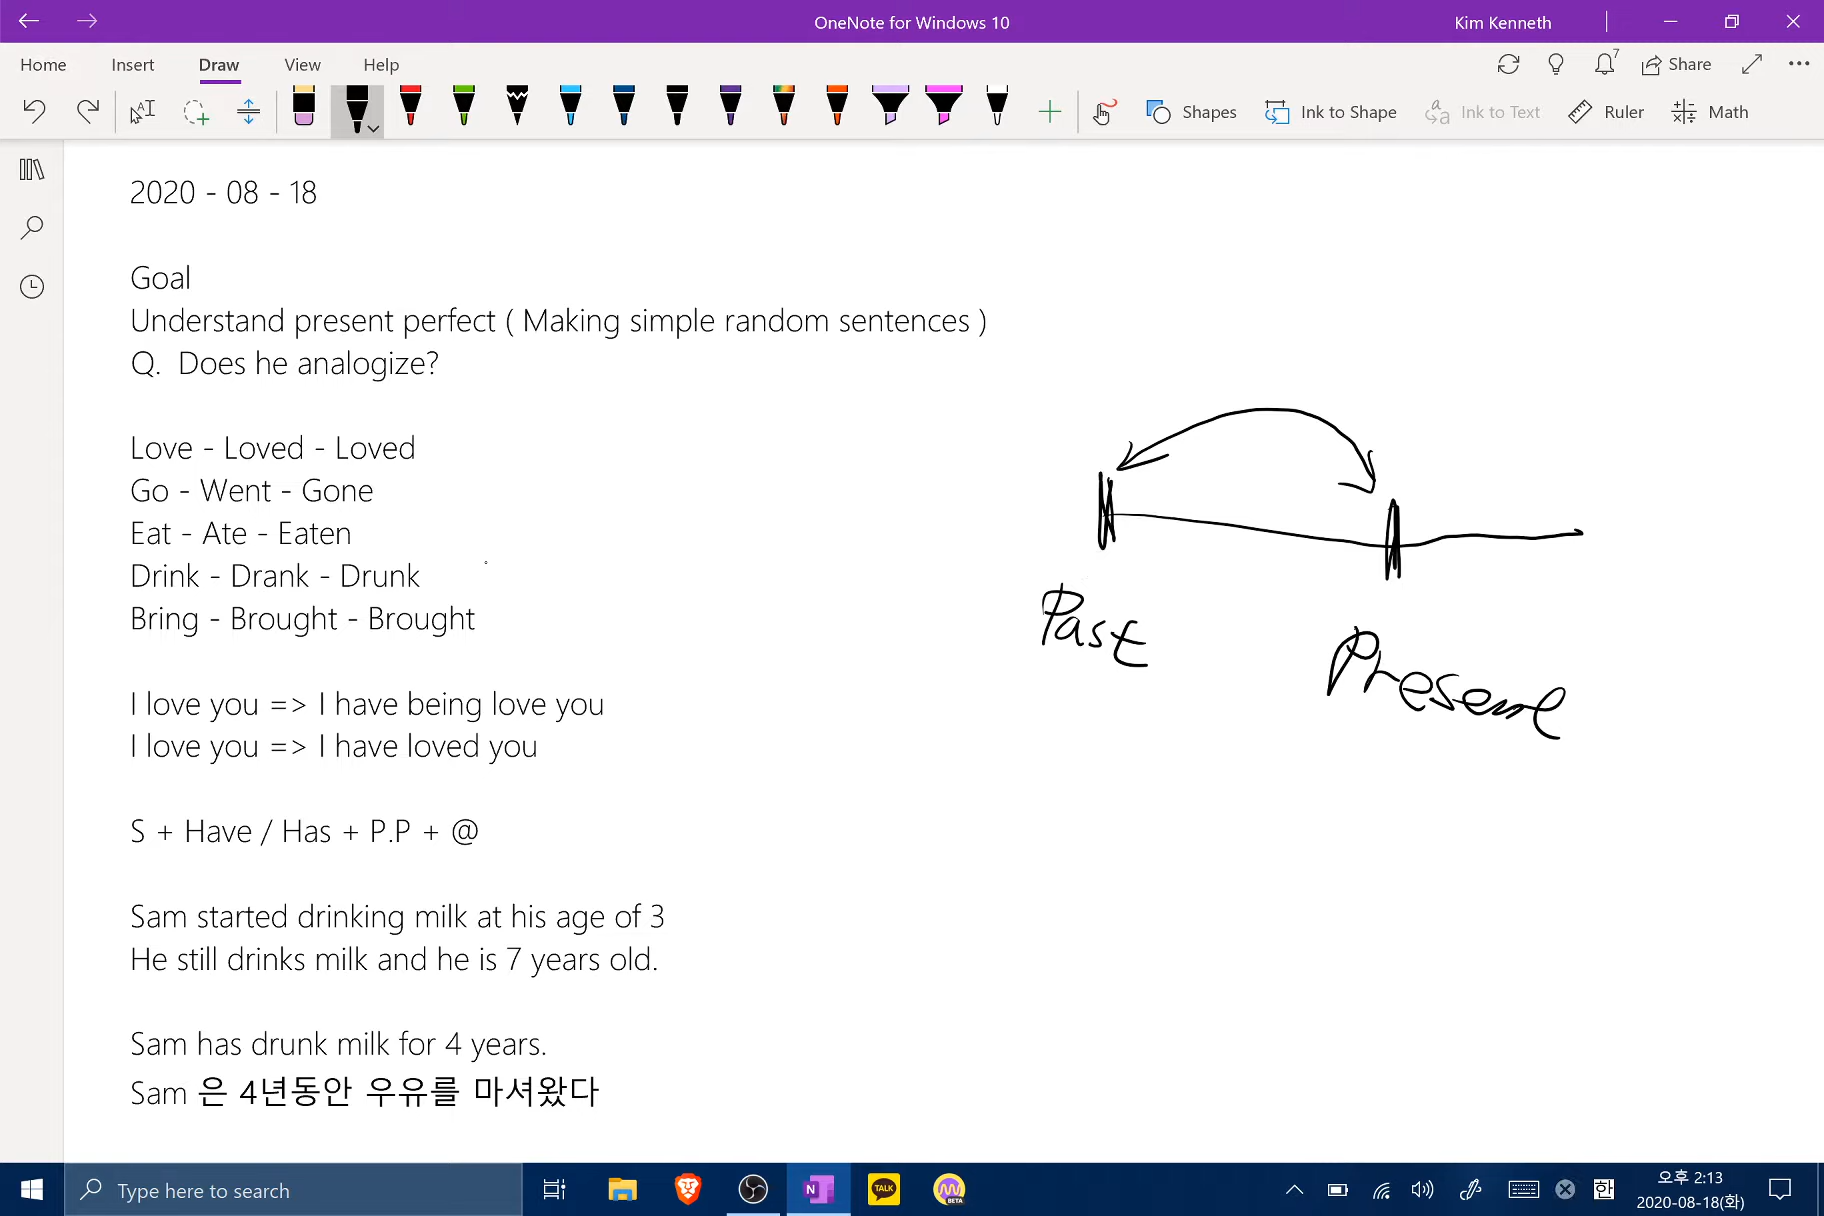 OneNote for Windows 10
Kim Kenneth
Home Insert Draw View Help
7
Share
Shapes
Ink to Shape
Ink to Text
Ruler
Math
2020 - 08 - 18
Goal
Understand present perfect ( Making simple random sentences )
Q. Does he analogize?
Love - Loved - Loved
Go - Went - Gone
Eat - Ate - Eaten
Drink - Drank - Drunk
Bring - Brought - Brought
I love you => I have being love you
I love you => I have loved you
S + Have / Has + P.P + @
Sam started drinking milk at his age of 3
He still drinks milk and he is 7 years old.
Sam has drunk milk for 4 years.
Sam 은 4년동안 우유를 마셔왔다
Past
Present
Type here to search
N
TALK
BETA
한
오후 2:13
2020-08-18(화)